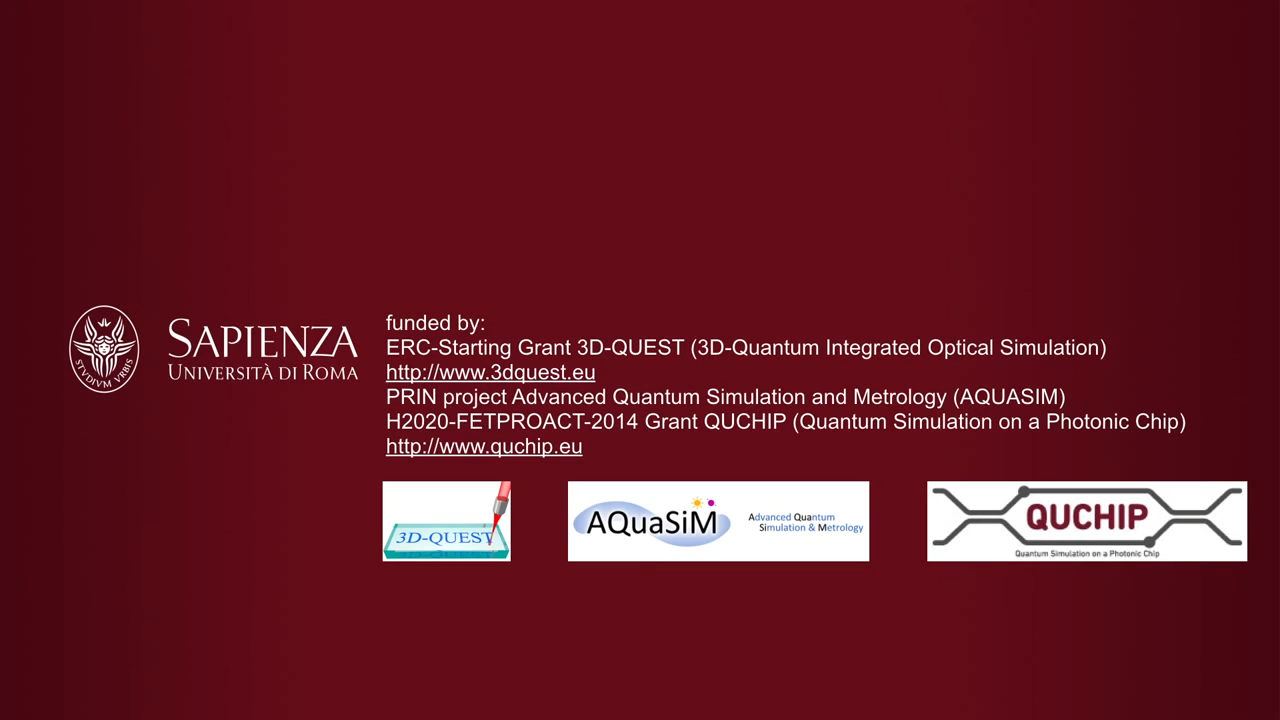 STVDIVM VRBIS
SAPIENZA
UNIVERSITÀ DI ROMA
funded by:
ERC-Starting Grant 3D-QUEST (3D-Quantum Integrated Optical Simulation)
http://www.3dquest.eu
PRIN project Advanced Quantum Simulation and Metrology (AQUASIM)
H2020-FETPROACT-2014 Grant QUCHIP (Quantum Simulation on a Photonic Chip)
http://www.quchip.eu
3D-QUEST
AQuaSiM
Advanced Quantum
Simulation & Metrology
QUCHIP
Quantum Simulation on a Photonic Chip